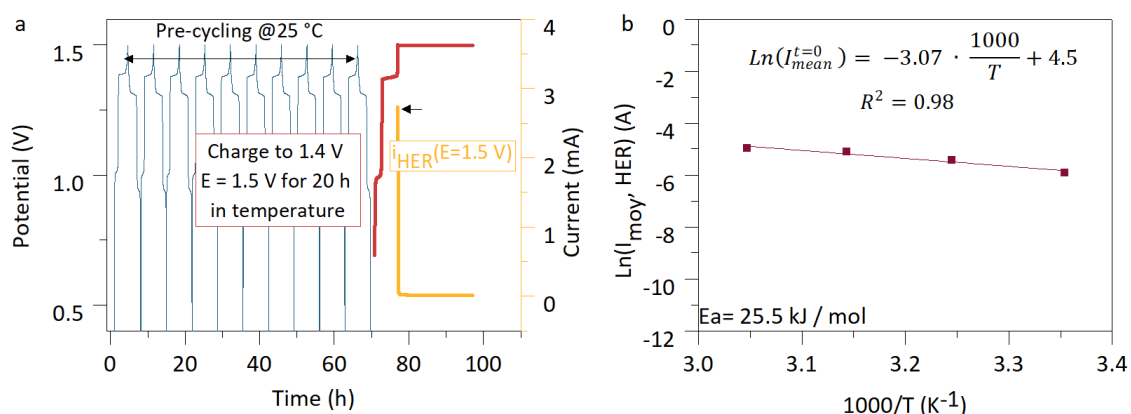 a
Pre-cycling @25 °C
1.5
1.0
0.5
Potential (V)
Charge to 1.4 V
E = 1.5 V for 20 h
in temperature
i_HER(E=1.5 V)
4
3
2
1
0
Current (mA)
0 20 40 60 80 100
Time (h)
b
Ln(I_mean^t=0) = −3.07 · 1000/T + 4.5
R² = 0.98
0
-2
-4
-6
-8
-10
-12
Ln(I_moy, HER) (A)
Ea= 25.5 kJ / mol
3.0 3.1 3.2 3.3 3.4
1000/T (K⁻¹)